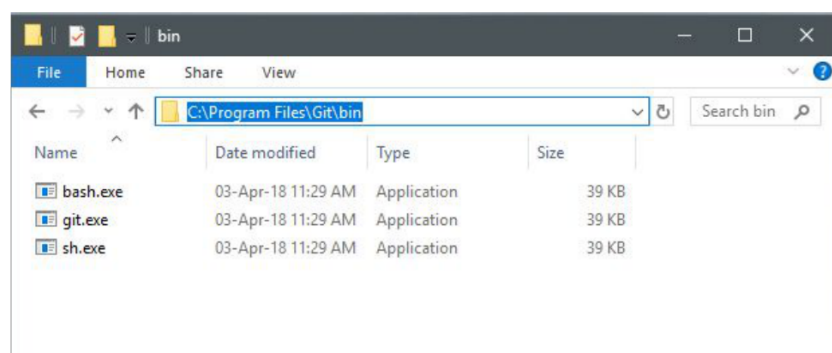 bin
File Home Share View
C:\Program Files\Git\bin Search bin
Name Date modified Type Size
bash.exe 03-Apr-18 11:29 AM Application 39 KB
git.exe 03-Apr-18 11:29 AM Application 39 KB
sh.exe 03-Apr-18 11:29 AM Application 39 KB